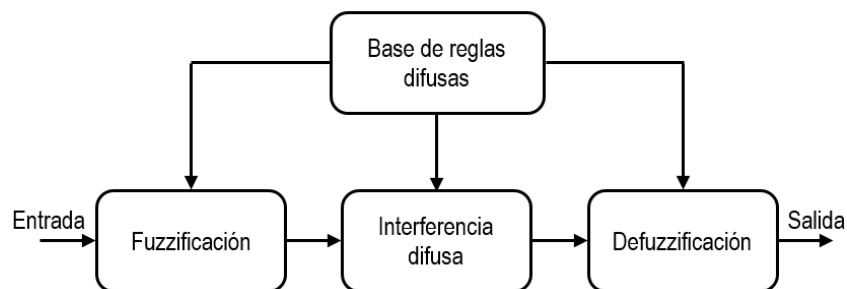 Base de reglas
difusas
Entrada
Fuzzificación
Interferencia
difusa
Defuzzificación
Salida